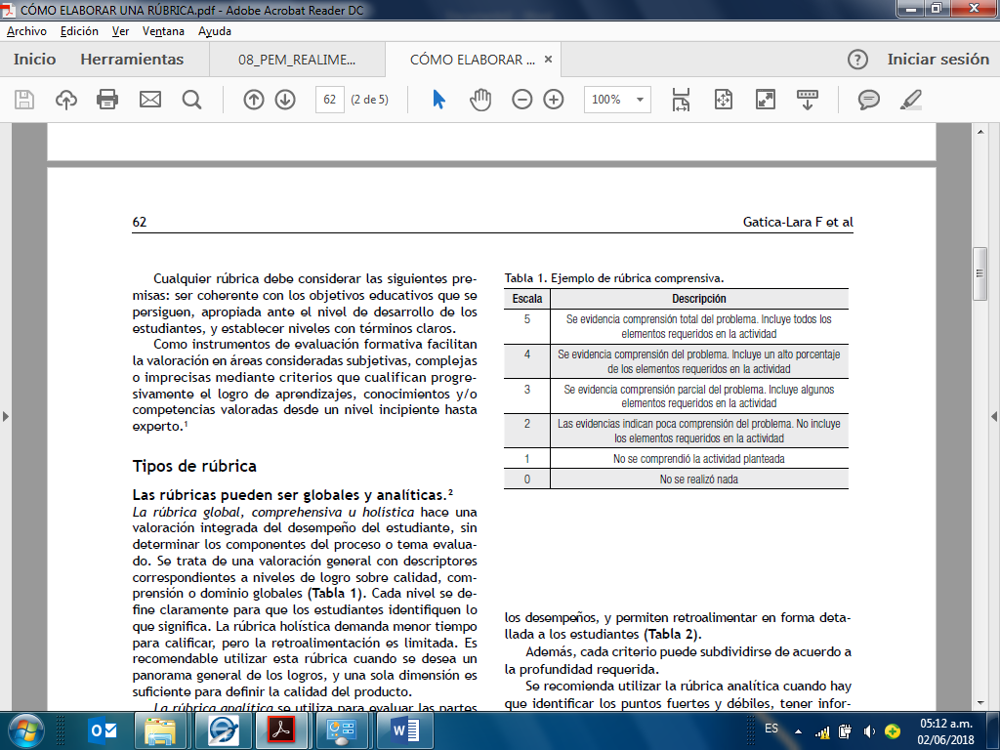 CÓMO ELABORAR UNA RÚBRICA.pdf - Adobe Acrobat Reader DC
Archivo Edición Ver Ventana Ayuda
Inicio Herramientas 08_PEM_REALIME... CÓMO ELABORAR ... × ? Iniciar sesión
62 (2 de 5) 100%
62 Gatica-Lara F et al
Cualquier rúbrica debe considerar las siguientes pre-
misas: ser coherente con los objetivos educativos que se
persiguen, apropiada ante el nivel de desarrollo de los
estudiantes, y establecer niveles con términos claros.
Como instrumentos de evaluación formativa facilitan
la valoración en áreas consideradas subjetivas, complejas
o imprecisas mediante criterios que cualifican progre-
sivamente el logro de aprendizajes, conocimientos y/o
competencias valoradas desde un nivel incipiente hasta
experto.¹
Tipos de rúbrica
Las rúbricas pueden ser globales y analíticas.²
La rúbrica global, comprehensiva u holística hace una
valoración integrada del desempeño del estudiante, sin
determinar los componentes del proceso o tema evalua-
do. Se trata de una valoración general con descriptores
correspondientes a niveles de logro sobre calidad, com-
prensión o dominio globales (Tabla 1). Cada nivel se de-
fine claramente para que los estudiantes identifiquen lo
que significa. La rúbrica holística demanda menor tiempo
para calificar, pero la retroalimentación es limitada. Es
recomendable utilizar esta rúbrica cuando se desea un
panorama general de los logros, y una sola dimensión es
suficiente para definir la calidad del producto.
La rúbrica analítica se utiliza para evaluar las partes
Tabla 1. Ejemplo de rúbrica comprensiva.
Escala Descripción
5 Se evidencia comprensión total del problema. Incluye todos los
elementos requeridos en la actividad
4 Se evidencia comprensión del problema. Incluye un alto porcentaje
de los elementos requeridos en la actividad
3 Se evidencia comprensión parcial del problema. Incluye algunos
elementos requeridos en la actividad
2 Las evidencias indican poca comprensión del problema. No incluye
los elementos requeridos en la actividad
1 No se comprendió la actividad planteada
0 No se realizó nada
los desempeños, y permiten retroalimentar en forma deta-
llada a los estudiantes (Tabla 2).
Además, cada criterio puede subdividirse de acuerdo a
la profundidad requerida.
Se recomienda utilizar la rúbrica analítica cuando hay
que identificar los puntos fuertes y débiles, tener infor-
ES 05:12 a.m.
02/06/2018